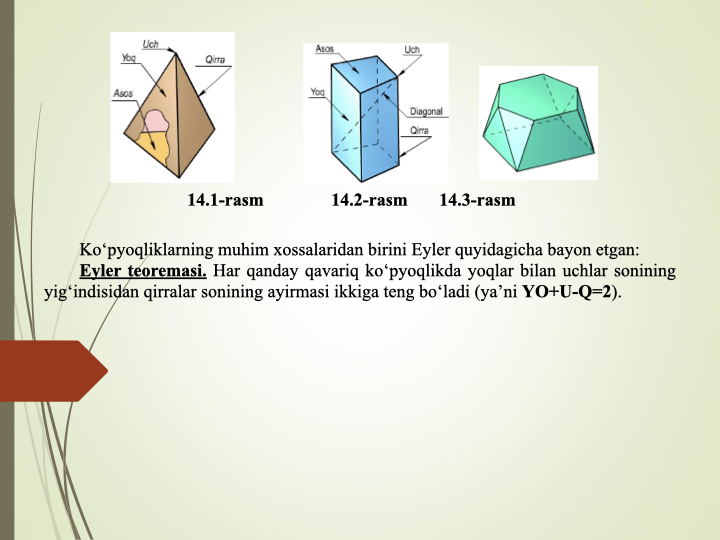 Uch
Yoq
Qirra
Asos
Asos
Uch
Yoq
Diagonal
Qirra
14.1-rasm 14.2-rasm 14.3-rasm
Ko‘pyoqliklarning muhim xossalaridan birini Eyler quyidagicha bayon etgan:
Eyler teoremasi. Har qanday qavariq ko‘pyoqlikda yoqlar bilan uchlar sonining
yig‘indisidan qirralar sonining ayirmasi ikkiga teng bo‘ladi (ya’ni YO+U-Q=2).